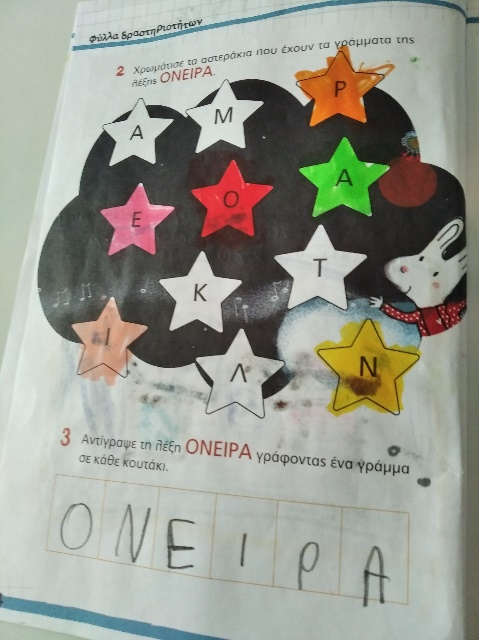 Φύλλα δραστηριοτήτων
2 Χρωμάτισε τα αστεράκια που έχουν τα γράμματα της
λέξης ΟΝΕΙΡΑ.
Ρ
Μ
Α
Α
Ο
Ε
Τ
Κ
Ι
Λ
Ν
3 Αντίγραψε τη λέξη ΟΝΕΙΡΑ γράφοντας ένα γράμμα
σε κάθε κουτάκι.
Ο Ν Ε Ι Ρ Α